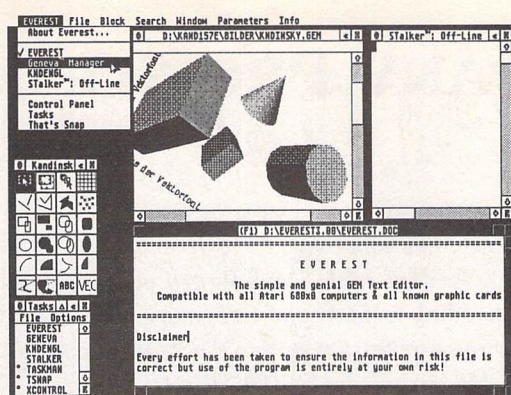 EVEREST File Block Search Window Parameters Info
About Everest...
✓ EVEREST
Geneva Manager
KNDENGL
STalker™: Off-Line
Control Panel
Tasks
That's Snap
D:\KANDI57E\BILDER\KNDINSKY.GEM
Vektorfont
e der Vektorfont
STalker™: Off-Line
Kandinsk
ABC VEC
Tasks
File Options
EVEREST
GENEVA
KNDENGL
STALKER
* TASKMAN
* TSNAP
* XCONTROL
(F1) D:\EVEREST3.00\EVEREST.DOC
E V E R E S T
The simple and genial GEM Text Editor.
Compatible with all Atari 680x0 computers & all known graphic cards
Disclaimer
Every effort has been taken to ensure the information in this file is
correct but use of the program is entirely at your own risk!